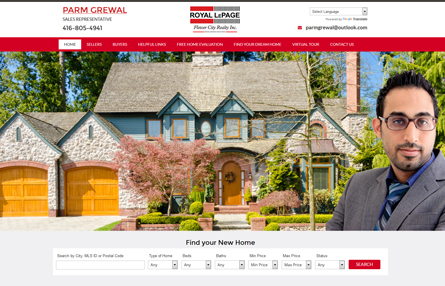 PARM GREWAL
SALES REPRESENTATIVE
416-805-4941
ROYAL LEPAGE
Flower City Realty Inc.
Select Language
Powered by Google Translate
parmgrewal@outlook.com
HOME SELLERS BUYERS HELPFUL LINKS FREE HOME EVALUATION FIND YOUR DREAM HOME VIRTUAL TOUR CONTACT US
Find your New Home
Search by City, MLS ID or Postal Code Type of Home Beds Baths Min Price Max Price Status
Any Any Any Min Price Max Price Any SEARCH